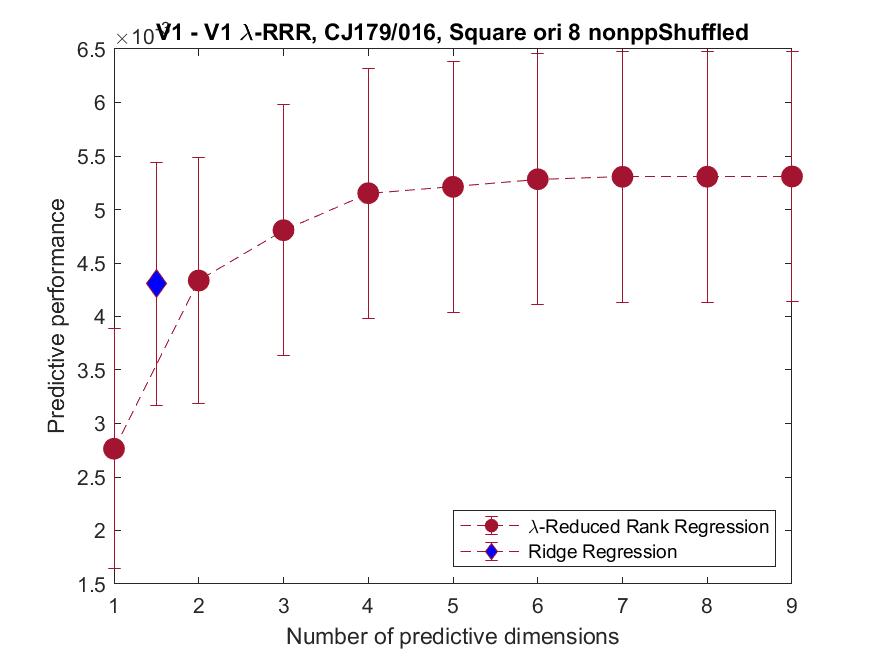 ×10⁻³
V1 - V1 λ-RRR, CJ179/016, Square ori 8 nonppShuffled
6.5
6
5.5
5
4.5
4
3.5
3
2.5
2
1.5
Predictive performance
1 2 3 4 5 6 7 8 9
Number of predictive dimensions
λ-Reduced Rank Regression
Ridge Regression